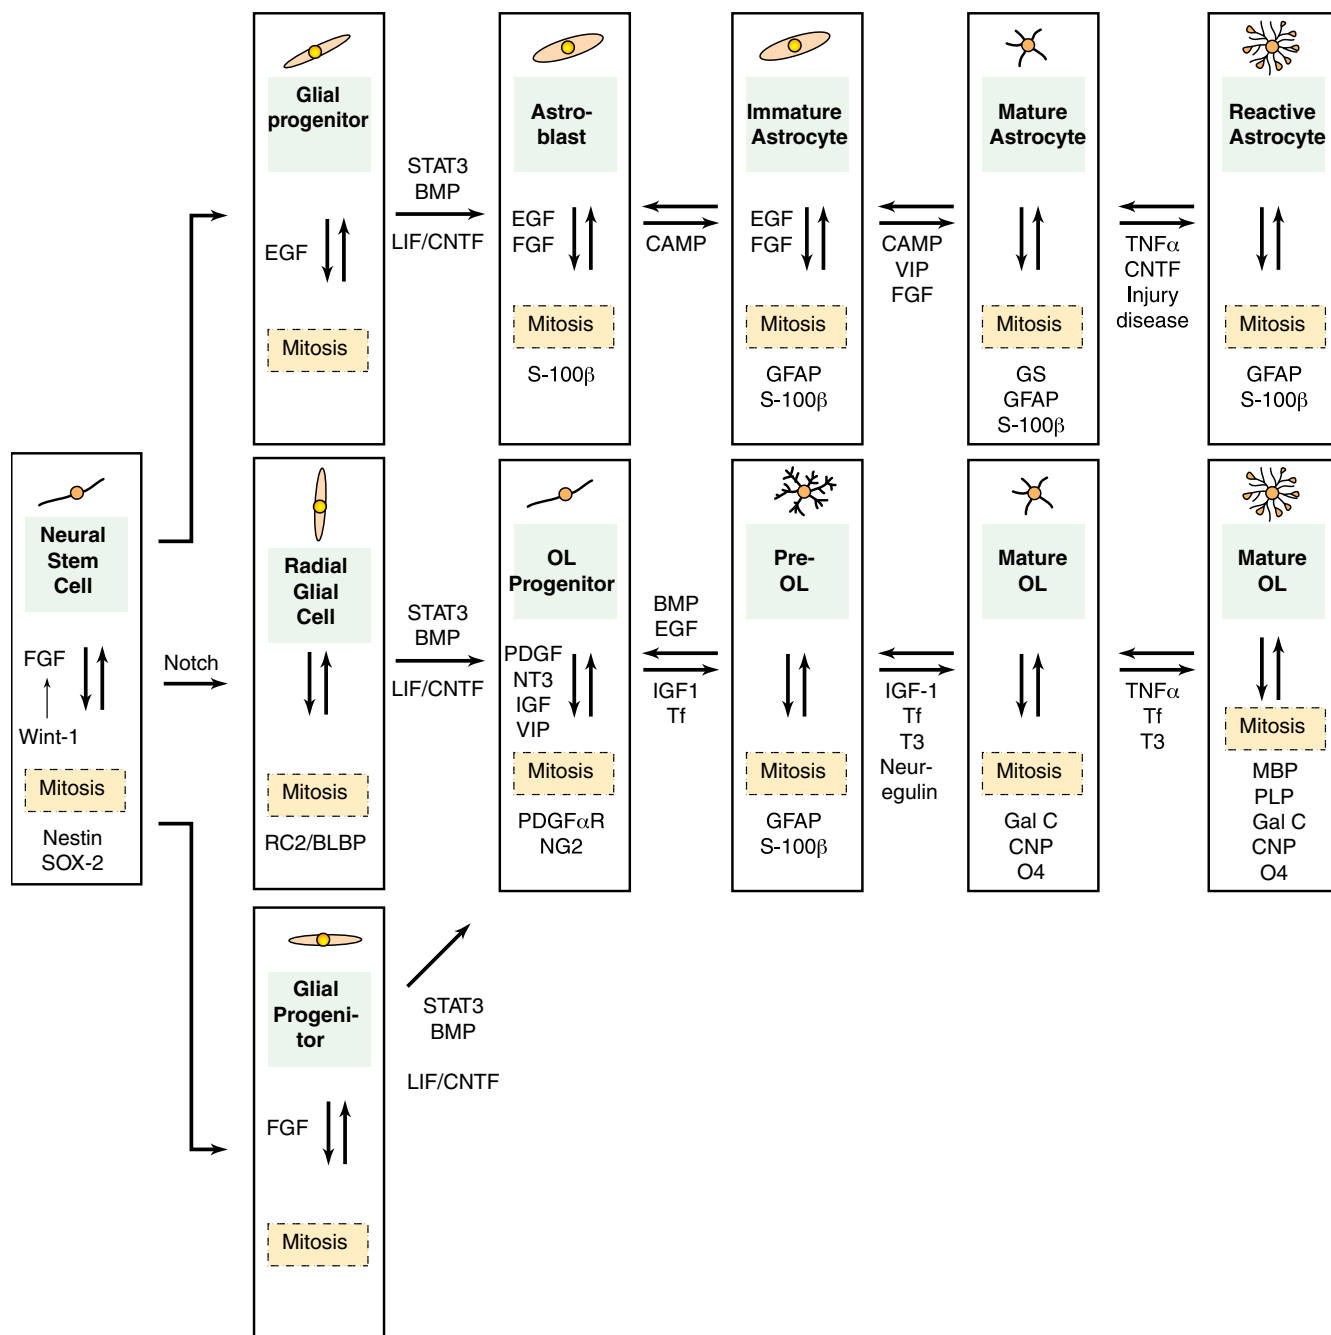 Glial
progenitor
EGF
Mitosis
STAT3
BMP
LIF/CNTF
Astro-
blast
EGF
FGF
Mitosis
S-100β
CAMP
Immature
Astrocyte
EGF
FGF
Mitosis
GFAP
S-100β
CAMP
VIP
FGF
Mature
Astrocyte
Mitosis
GS
GFAP
S-100β
TNFα
CNTF
Injury
disease
Reactive
Astrocyte
Mitosis
GFAP
S-100β
Neural
Stem
Cell
FGF
Wint-1
Mitosis
Nestin
SOX-2
Notch
Radial
Glial
Cell
Mitosis
RC2/BLBP
STAT3
BMP
LIF/CNTF
OL
Progenitor
PDGF
NT3
IGF
VIP
Mitosis
PDGFαR
NG2
BMP
EGF
IGF1
Tf
Pre-
OL
Mitosis
GFAP
S-100β
IGF-1
Tf
T3
Neur-
egulin
Mature
OL
Mitosis
Gal C
CNP
O4
TNFα
Tf
T3
Mature
OL
Mitosis
MBP
PLP
Gal C
CNP
O4
Glial
Progeni-
tor
FGF
Mitosis
STAT3
BMP
LIF/CNTF